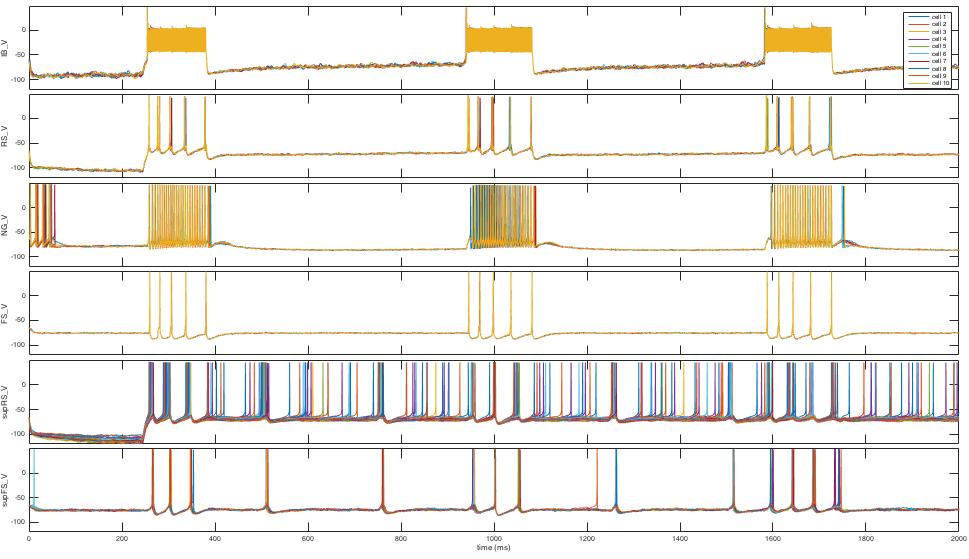 0
-50
-100
IB_V
cell 1
cell 2
cell 3
cell 4
cell 5
cell 6
cell 7
cell 8
cell 9
cell 10
0
-50
-100
RS_V
0
-50
-100
NG_V
0
-50
-100
FS_V
0
-50
-100
supRS_V
0
-50
-100
supFS_V
0 200 400 600 800 1000 1200 1400 1600 1800 2000
time (ms)